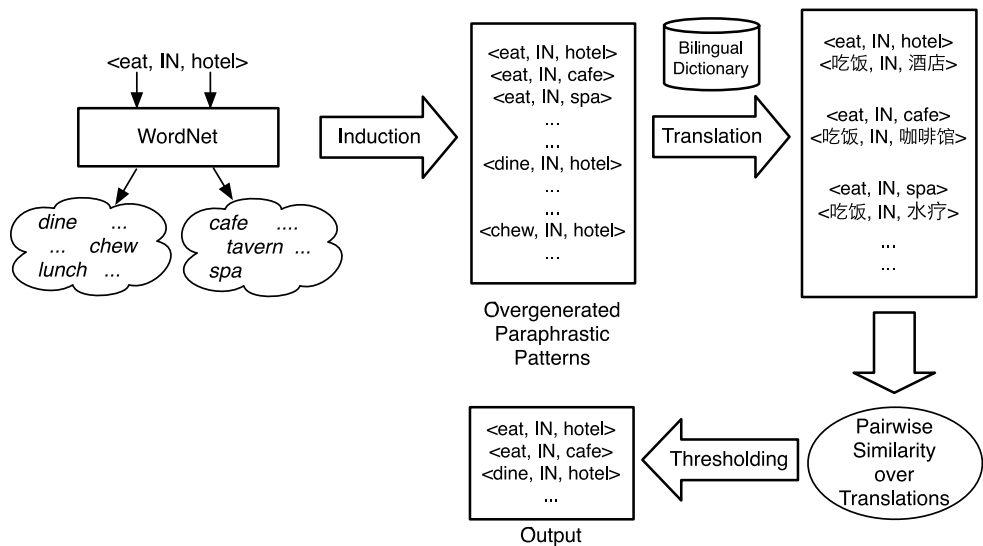 <eat, IN, hotel>
WordNet
dine ...
... chew
lunch ...
cafe ....
tavern ...
spa
Induction
<eat, IN, hotel>
<eat, IN, cafe>
<eat, IN, spa>
...
...
<dine, IN, hotel>
...
...
<chew, IN, hotel>
...
Overgenerated
Paraphrastic
Patterns
Bilingual
Dictionary
Translation
<eat, IN, hotel>
<吃饭, IN, 酒店>
<eat, IN, cafe>
<吃饭, IN, 咖啡馆>
<eat, IN, spa>
<吃饭, IN, 水疗>
...
...
Pairwise
Similarity
over
Translations
Thresholding
<eat, IN, hotel>
<eat, IN, cafe>
<dine, IN, hotel>
...
Output